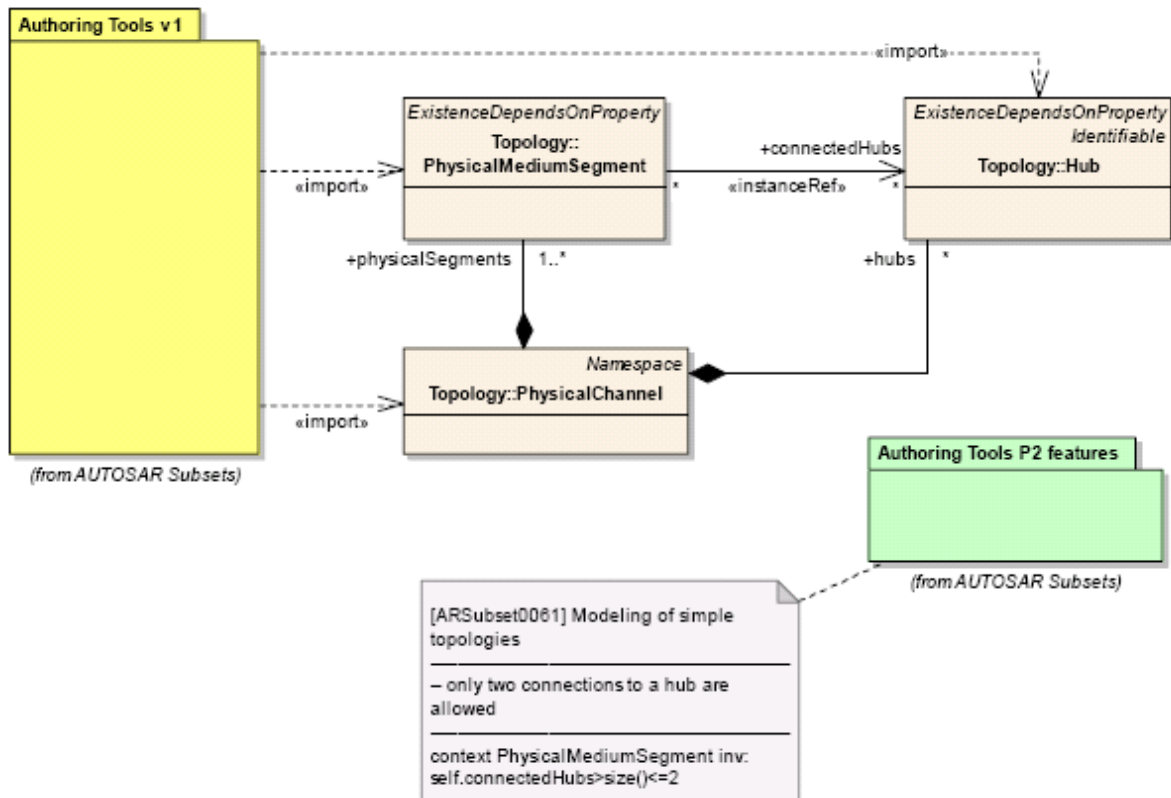 Authoring Tools v1
«import»
ExistenceDependsOnProperty
Topology::
PhysicalMediumSegment
ExistenceDependsOnProperty
Identifiable
Topology::Hub
+connectedHubs
«import»
*
«instanceRef»
*
+physicalSegments
1..*
+hubs
*
Namespace
Topology::PhysicalChannel
«import»
(from AUTOSAR Subsets)
Authoring Tools P2 features
(from AUTOSAR Subsets)
[ARSubset0061] Modeling of simple
topologies
– only two connections to a hub are
allowed
context PhysicalMediumSegment inv:
self.connectedHubs>size()<=2